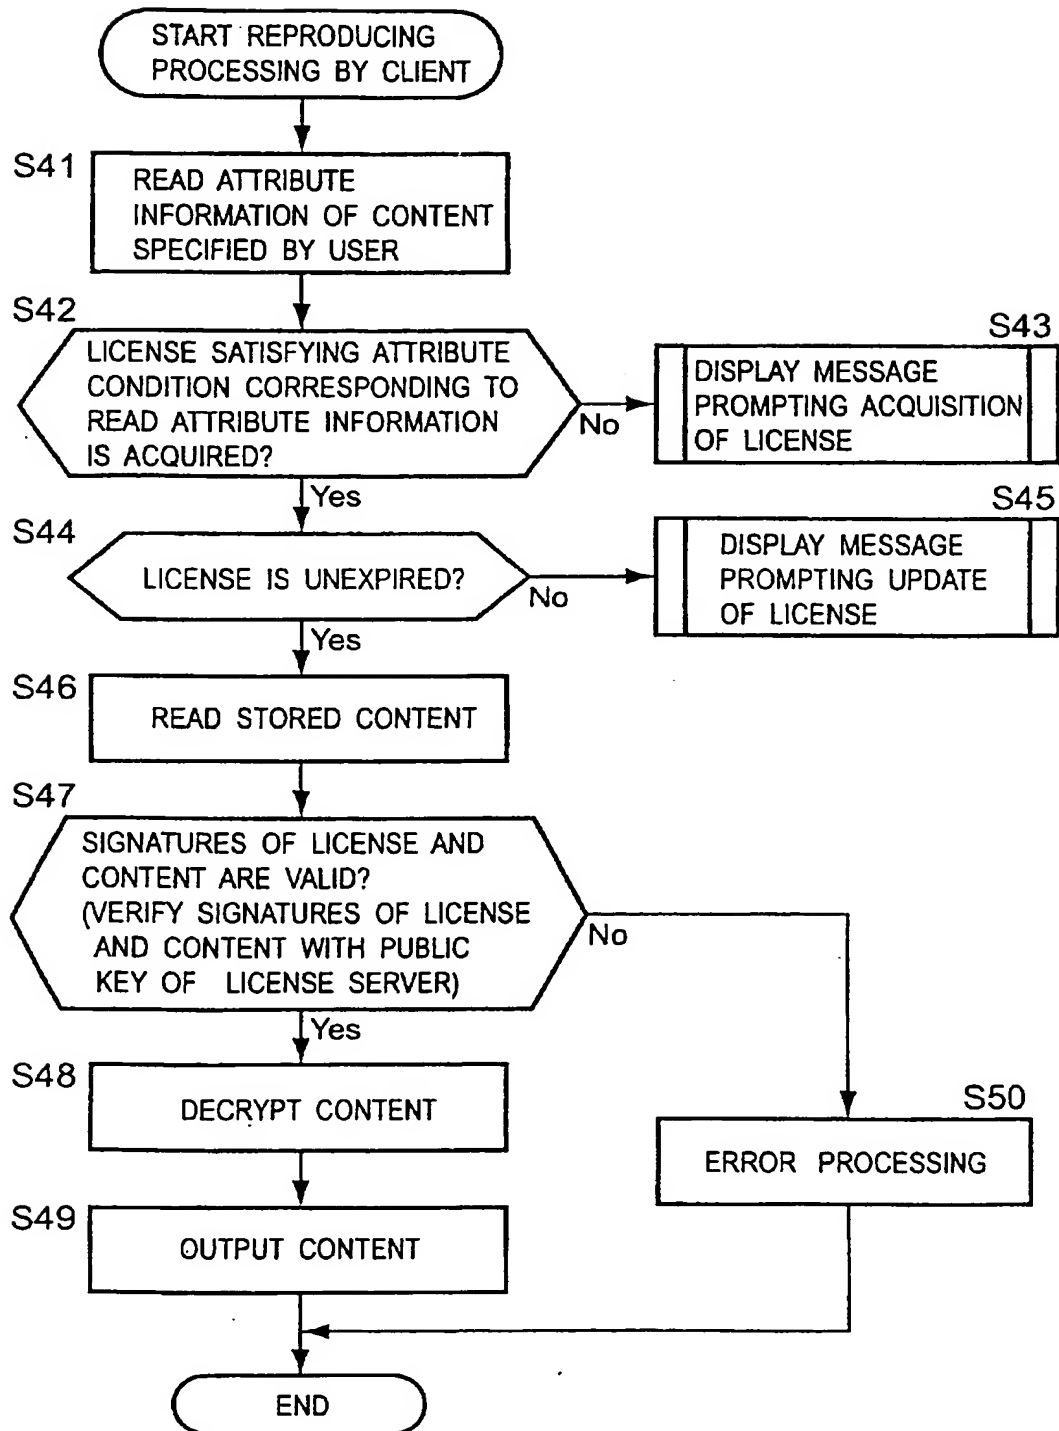 START REPRODUCING
PROCESSING BY CLIENT
S41
READ ATTRIBUTE
INFORMATION OF CONTENT
SPECIFIED BY USER
S42
LICENSE SATISFYING ATTRIBUTE
CONDITION CORRESPONDING TO
READ ATTRIBUTE INFORMATION
IS ACQUIRED?
No
S43
DISPLAY MESSAGE
PROMPTING ACQUISITION
OF LICENSE
Yes
S44
LICENSE IS UNEXPIRED?
No
S45
DISPLAY MESSAGE
PROMPTING UPDATE
OF LICENSE
Yes
S46
READ STORED CONTENT
S47
SIGNATURES OF LICENSE AND
CONTENT ARE VALID?
(VERIFY SIGNATURES OF LICENSE
AND CONTENT WITH PUBLIC
KEY OF LICENSE SERVER)
No
Yes
S48
DECRYPT CONTENT
S50
ERROR PROCESSING
S49
OUTPUT CONTENT
END